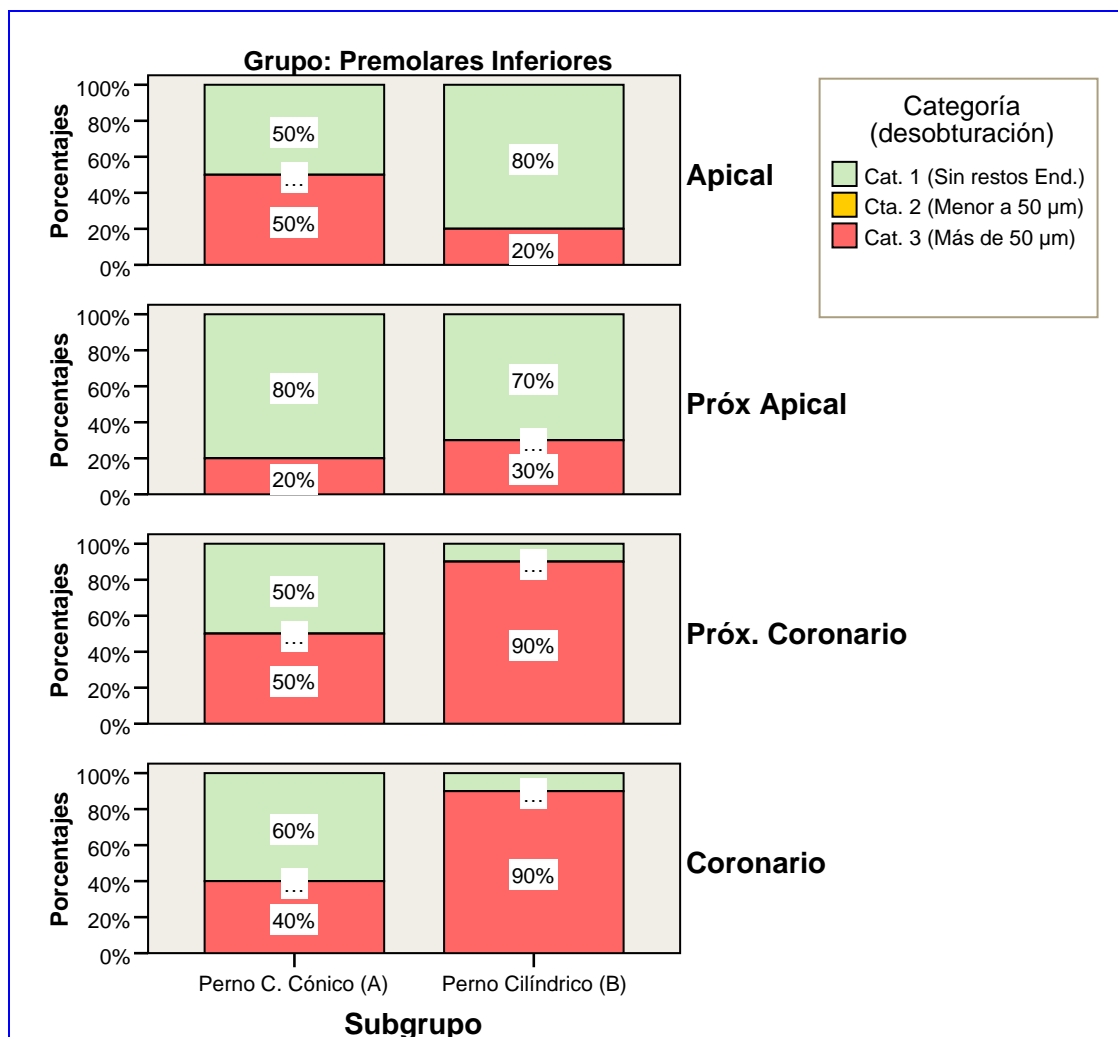 Grupo: Premolares Inferiores
Porcentajes
100%
80%
60%
40%
20%
0%
50%
...
50%
80%
20%
Apical
Categoría
(desobturación)
Cat. 1 (Sin restos End.)
Cta. 2 (Menor a 50 µm)
Cat. 3 (Más de 50 µm)
Porcentajes
100%
80%
60%
40%
20%
0%
80%
20%
70%
...
30%
Próx Apical
Porcentajes
100%
80%
60%
40%
20%
0%
50%
...
50%
...
90%
Próx. Coronario
Porcentajes
100%
80%
60%
40%
20%
0%
60%
...
40%
...
90%
Coronario
Perno C. Cónico (A)
Perno Cilíndrico (B)
Subgrupo